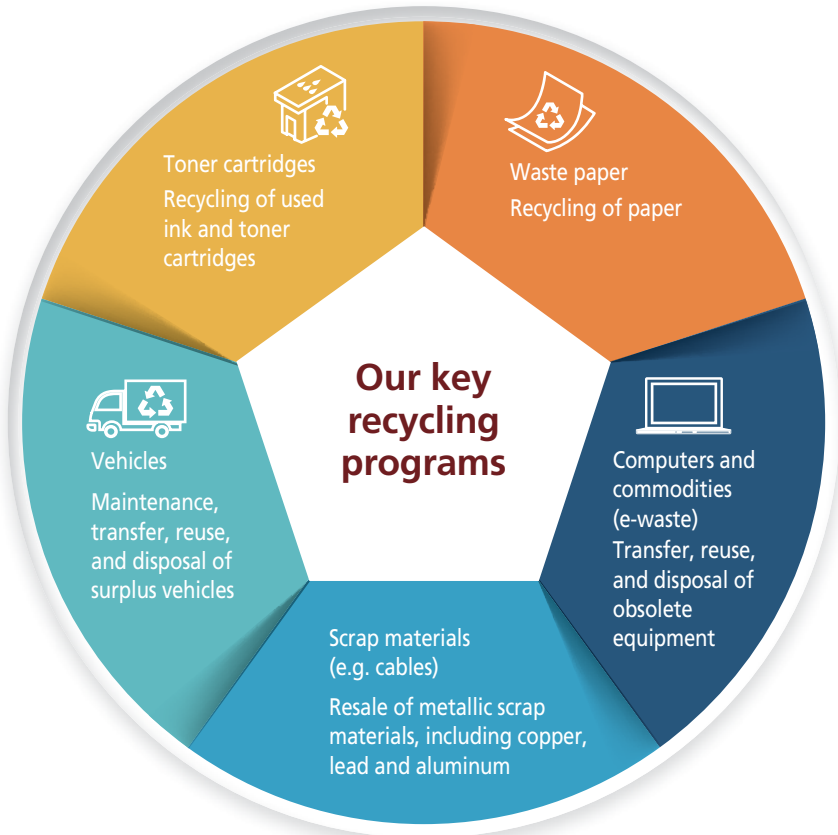 Toner cartridges
Recycling of used
ink and toner
cartridges
Waste paper
Recycling of paper
Our key
recycling
programs
Vehicles
Maintenance,
transfer, reuse,
and disposal of
surplus vehicles
Computers and
commodities
(e-waste)
Transfer, reuse,
and disposal of
obsolete
equipment
Scrap materials
(e.g. cables)
Resale of metallic scrap
materials, including copper,
lead and aluminum